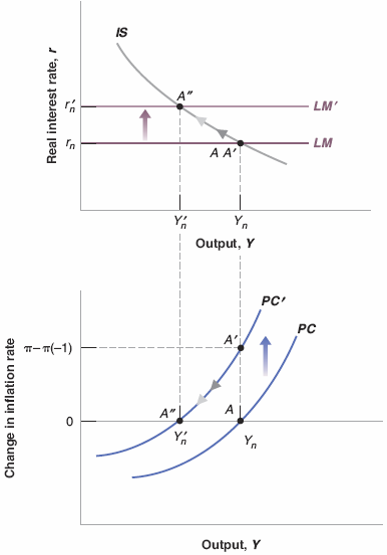 IS
Real interest rate, r
r′n
A″
LM′
rn
A A′
LM
Y′n
Yn
Output, Y
Change in inflation rate
PC′
PC
π–π(–1)
A′
A″
A
0
Y′n
Yn
Output, Y